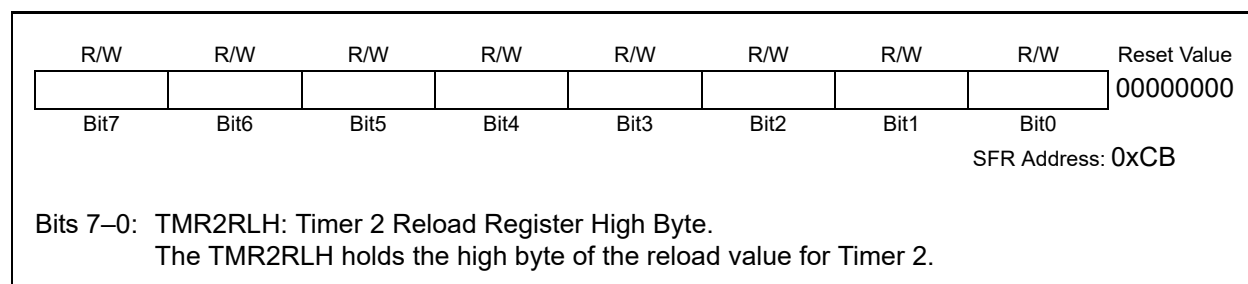 R/W R/W R/W R/W R/W R/W R/W R/W Reset Value
00000000
Bit7 Bit6 Bit5 Bit4 Bit3 Bit2 Bit1 Bit0
SFR Address: 0xCB
Bits 7–0: TMR2RLH: Timer 2 Reload Register High Byte.
The TMR2RLH holds the high byte of the reload value for Timer 2.